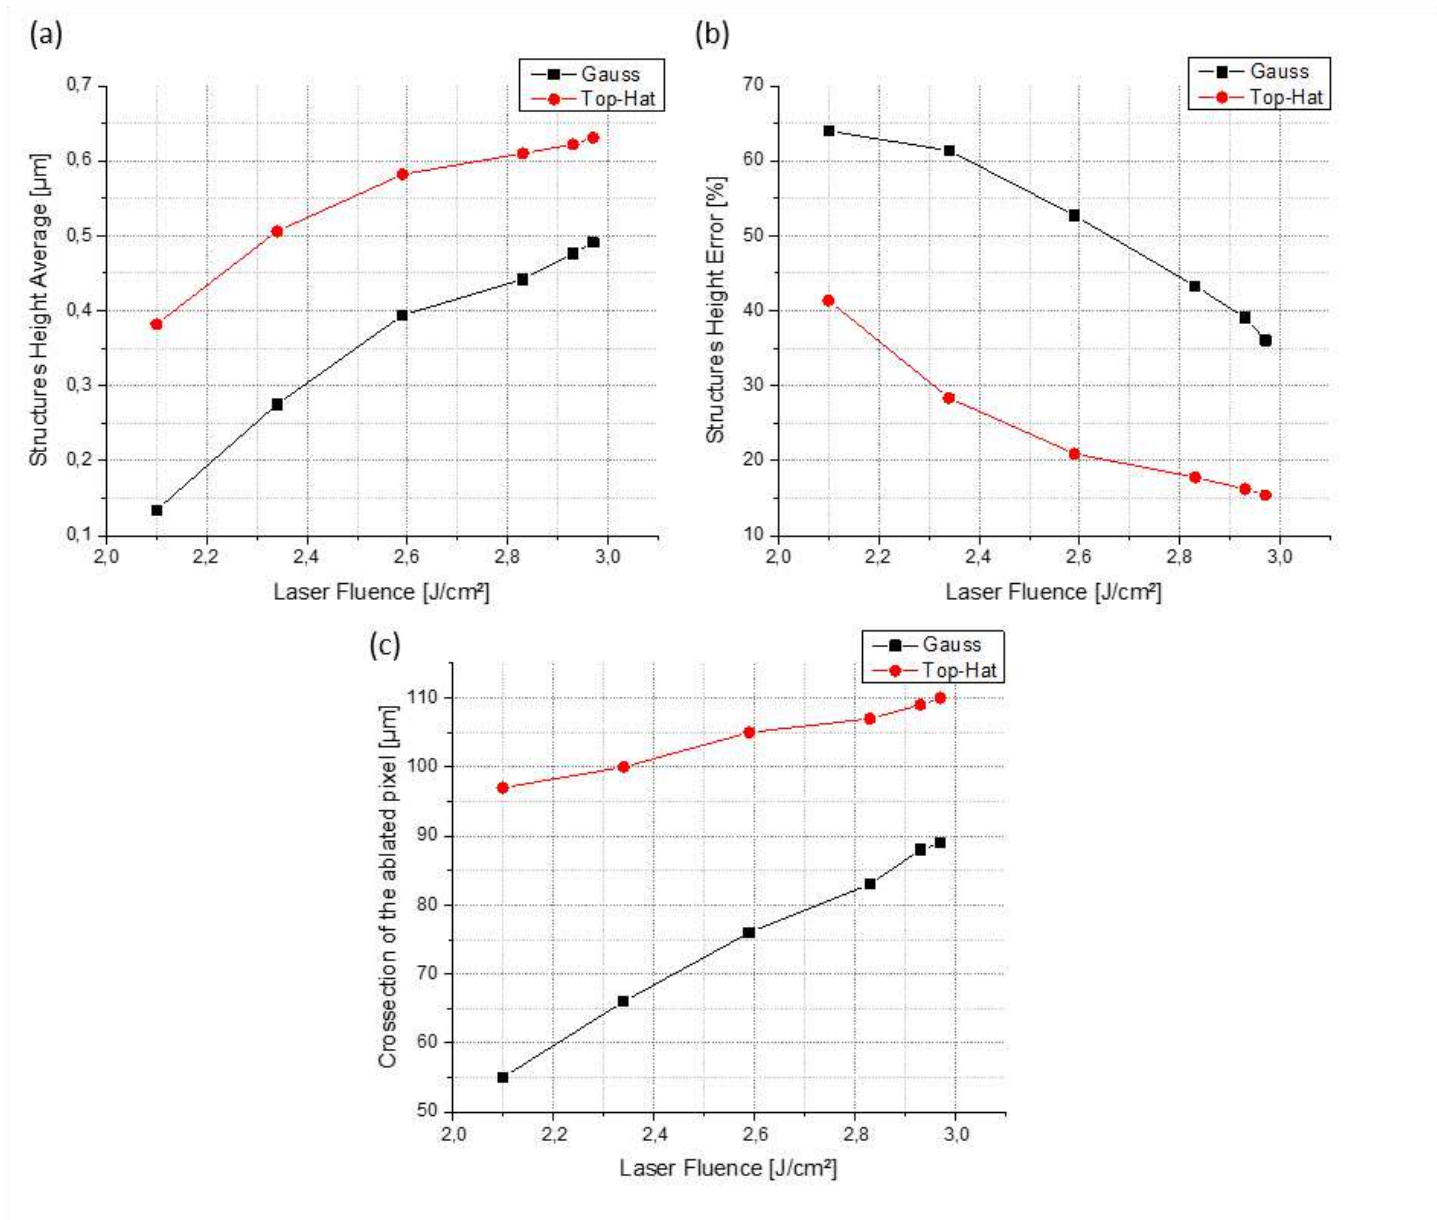 (a)
Gauss
Top-Hat
0,7
0,6
0,5
0,4
0,3
0,2
0,1
Structures Height Average [µm]
2,0 2,2 2,4 2,6 2,8 3,0
Laser Fluence [J/cm²]
(b)
Gauss
Top-Hat
70
60
50
40
30
20
10
Structures Height Error [%]
2,0 2,2 2,4 2,6 2,8 3,0
Laser Fluence [J/cm²]
(c)
Gauss
Top-Hat
110
100
90
80
70
60
50
Crossection of the ablated pixel [µm]
2,0 2,2 2,4 2,6 2,8 3,0
Laser Fluence [J/cm²]